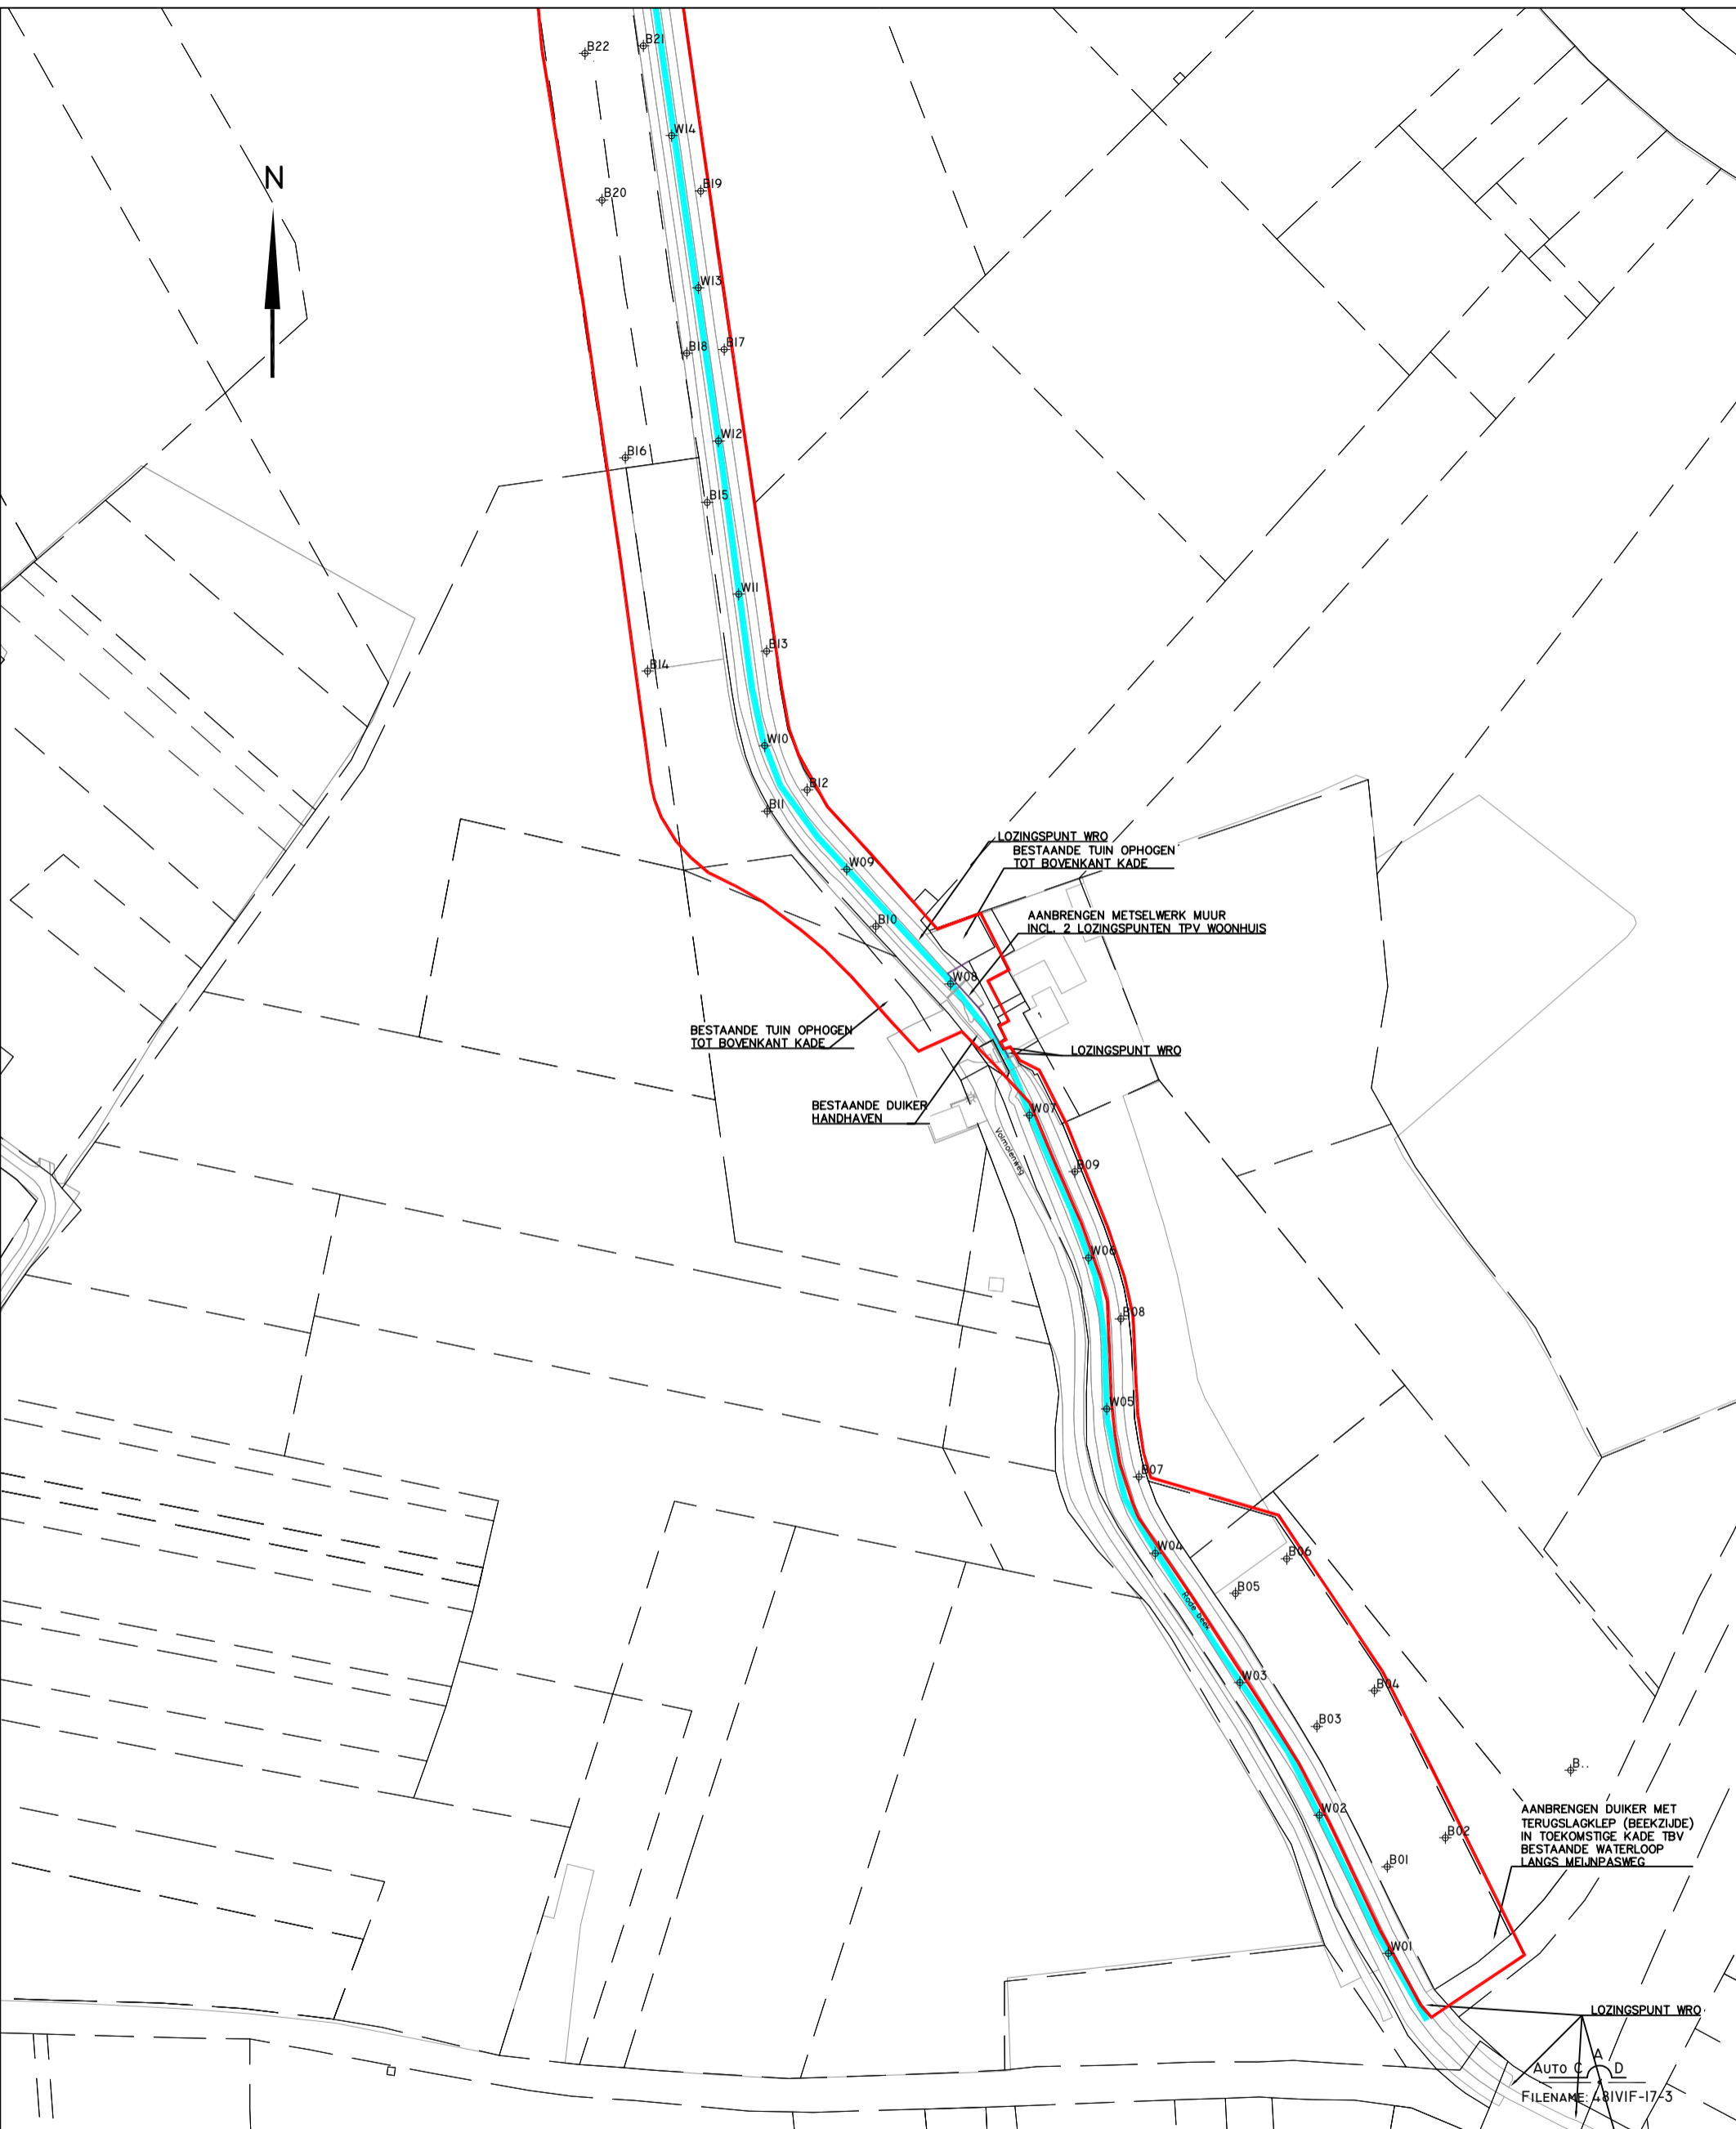 B21
B22
W14
N
B19
B20
W13
B17
B18
W12
B16
B15
W11
B13
B14
W10
B12
B11
LOZINGSPUNT WRO
BESTAANDE TUIN OPHOGEN
TOT BOVENKANT KADE
W09
AANBRENGEN METSELWERK MUUR
INCL. 2 LOZINGSPUNTEN TPV WOONHUIS
B10
W08
BESTAANDE TUIN OPHOGEN
TOT BOVENKANT KADE
LOZINGSPUNT WRO
BESTAANDE DUIKER
HANDHAVEN
W07
Volmolenweg
B09
W06
B08
W05
B07
W04
B06
B05
Rode beek
W03
B04
B03
B..
W02
AANBRENGEN DUIKER MET
TERUGSLAGKLEP (BEEKZIJDE)
IN TOEKOMSTIGE KADE TBV
BESTAANDE WATERLOOP
LANGS MEIJNPASWEG
B02
B01
W01
LOZINGSPUNT WRO
AUTO C A D
FILENAME: 481V1F-17-3